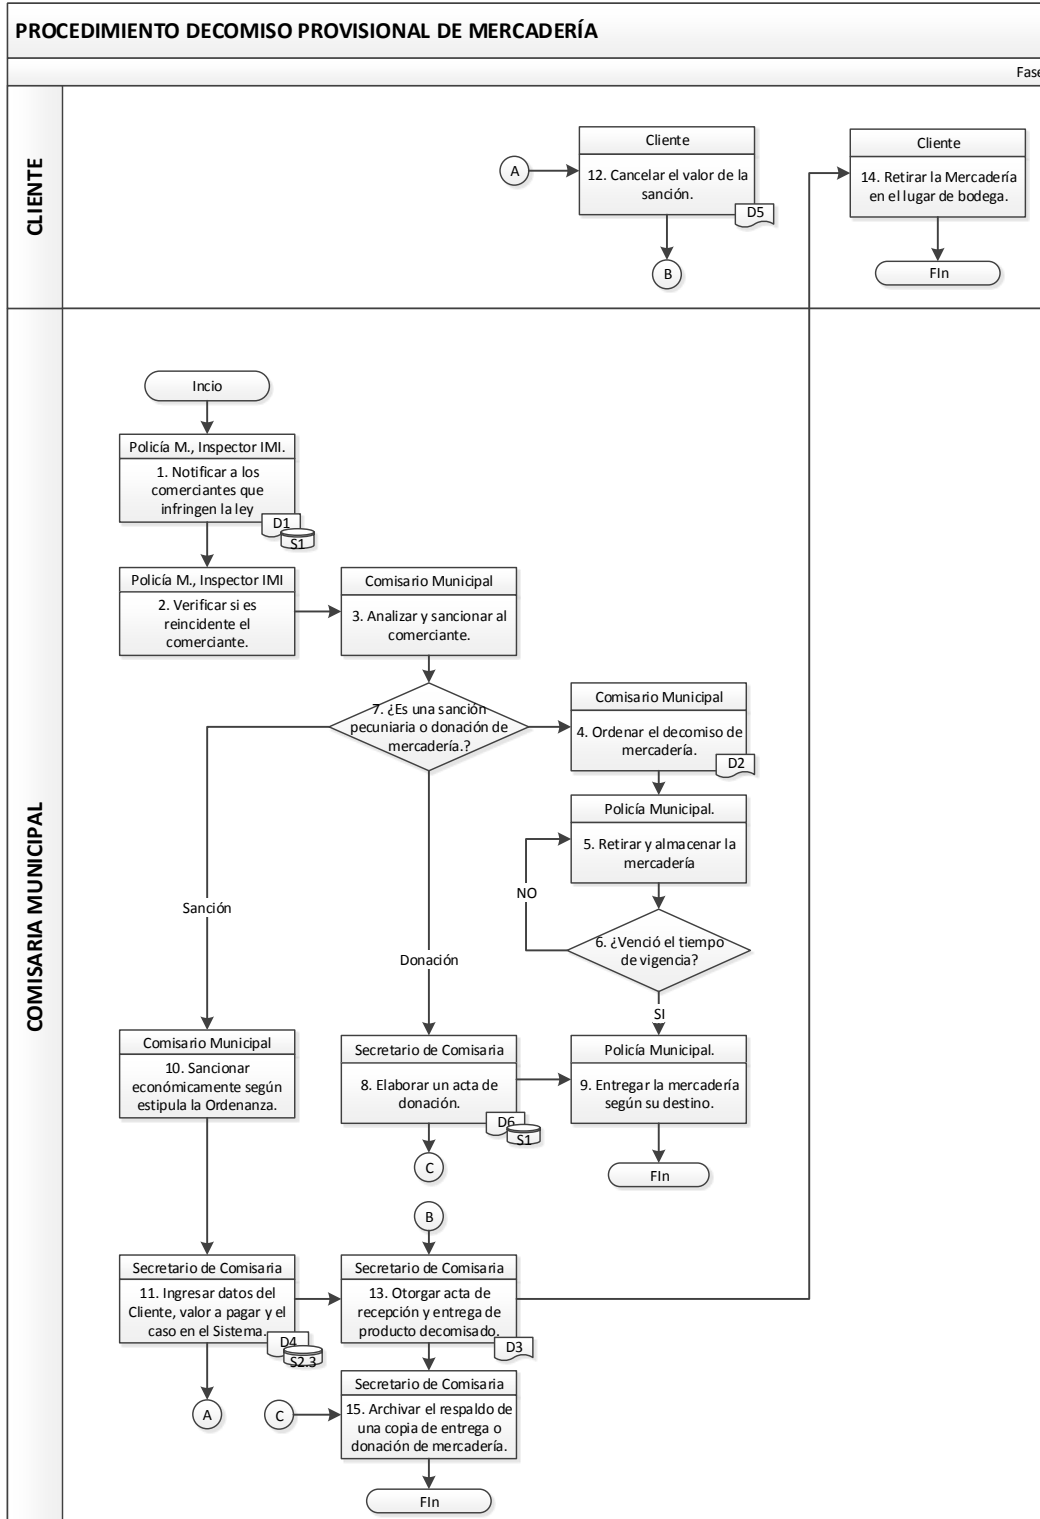 PROCEDIMIENTO DECOMISO PROVISIONAL DE MERCADERÍA
Fase
CLIENTE
Cliente
12. Cancelar el valor de la
sanción.
D5
A
B
Cliente
14. Retirar la Mercadería
en el lugar de bodega.
FIn
COMISARIA MUNICIPAL
Incio
Policía M., Inspector IMI.
1. Notificar a los
comerciantes que
infringen la ley
D1
S1
Policía M., Inspector IMI
2. Verificar si es
reincidente el
comerciante.
Comisario Municipal
3. Analizar y sancionar al
comerciante.
7. ¿Es una sanción
pecuniaria o donación de
mercadería.?
Comisario Municipal
4. Ordenar el decomiso de
mercadería.
D2
Policía Municipal.
5. Retirar y almacenar la
mercadería
NO
6. ¿Venció el tiempo
de vigencia?
SI
Sanción
Donación
Comisario Municipal
10. Sancionar
económicamente según
estipula la Ordenanza.
Secretario de Comisaria
8. Elaborar un acta de
donación.
D6
S1
C
Policía Municipal.
9. Entregar la mercadería
según su destino.
FIn
B
Secretario de Comisaria
11. Ingresar datos del
Cliente, valor a pagar y el
caso en el Sistema.
D4
S2.3
A
Secretario de Comisaria
13. Otorgar acta de
recepción y entrega de
producto decomisado.
D3
C
Secretario de Comisaria
15. Archivar el respaldo de
una copia de entrega o
donación de mercadería.
FIn